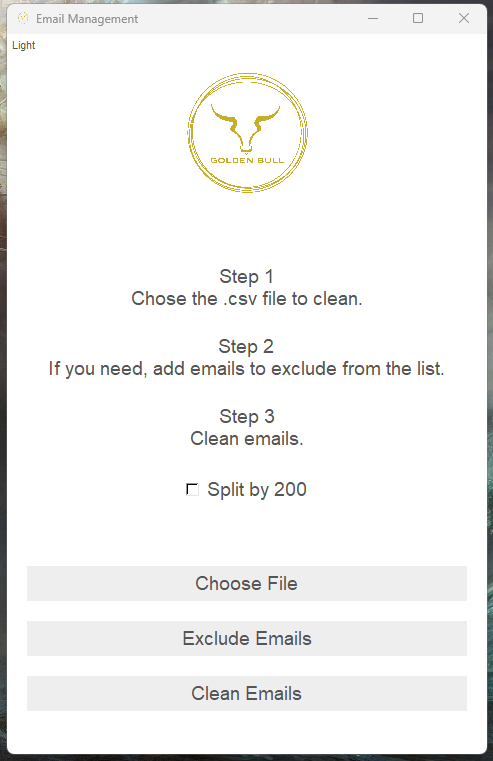 Email Management
Light
GOLDEN BULL
Step 1
Chose the .csv file to clean.
Step 2
If you need, add emails to exclude from the list.
Step 3
Clean emails.
Split by 200
Choose File
Exclude Emails
Clean Emails